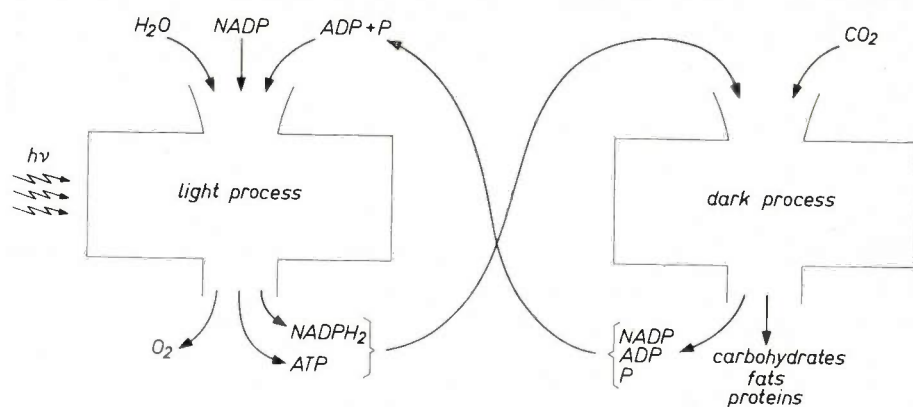 H₂O
NADP
ADP + P
CO₂
hν
light process
dark process
O₂
NADPH₂
ATP
NADP
ADP
P
carbohydrates
fats
proteins